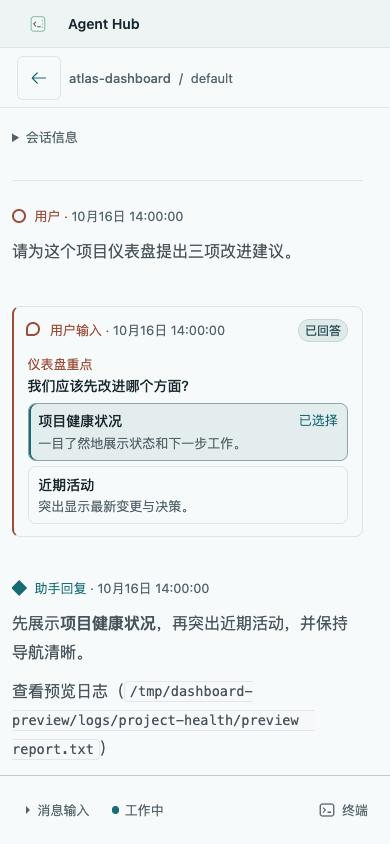 Agent Hub
atlas-dashboard / default
会话信息
用户 · 10月16日 14:00:00
请为这个项目仪表盘提出三项改进建议。
用户输入 · 10月16日 14:00:00 已回答
仪表盘重点
我们应该先改进哪个方面?
项目健康状况 已选择
一目了然地展示状态和下一步工作。
近期活动
突出显示最新变更与决策。
助手回复 · 10月16日 14:00:00
先展示项目健康状况，再突出近期活动，并保持
导航清晰。
查看预览日志（/tmp/dashboard-
preview/logs/project-health/preview
report.txt）
消息输入 工作中 终端